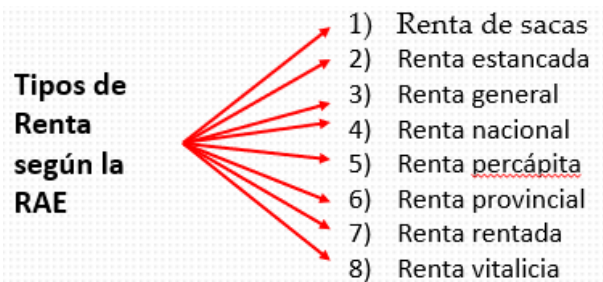 Tipos de
Renta
según la
RAE
1) Renta de sacas
2) Renta estancada
3) Renta general
4) Renta nacional
5) Renta percápita
6) Renta provincial
7) Renta rentada
8) Renta vitalicia